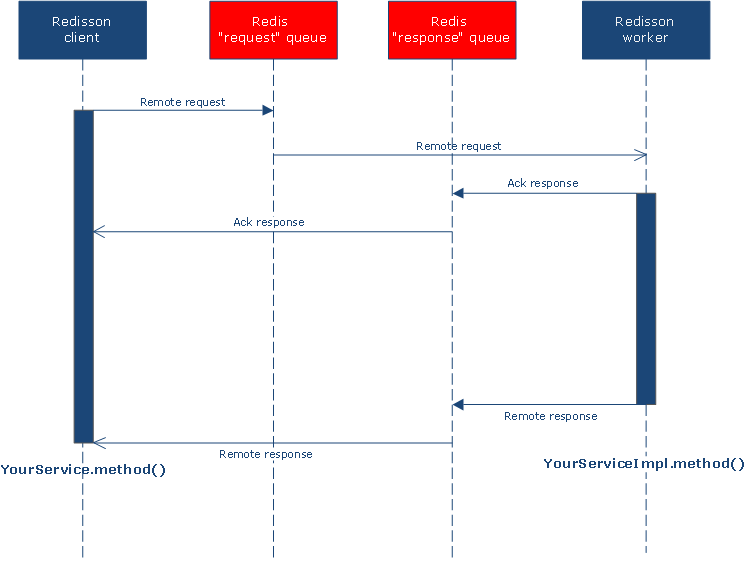 Redisson
client
Redis
"request" queue
Redis
"response" queue
Redisson
worker
Remote request
Remote request
Ack response
Ack response
Remote response
Remote response
YourService.method()
YourServiceImpl.method()